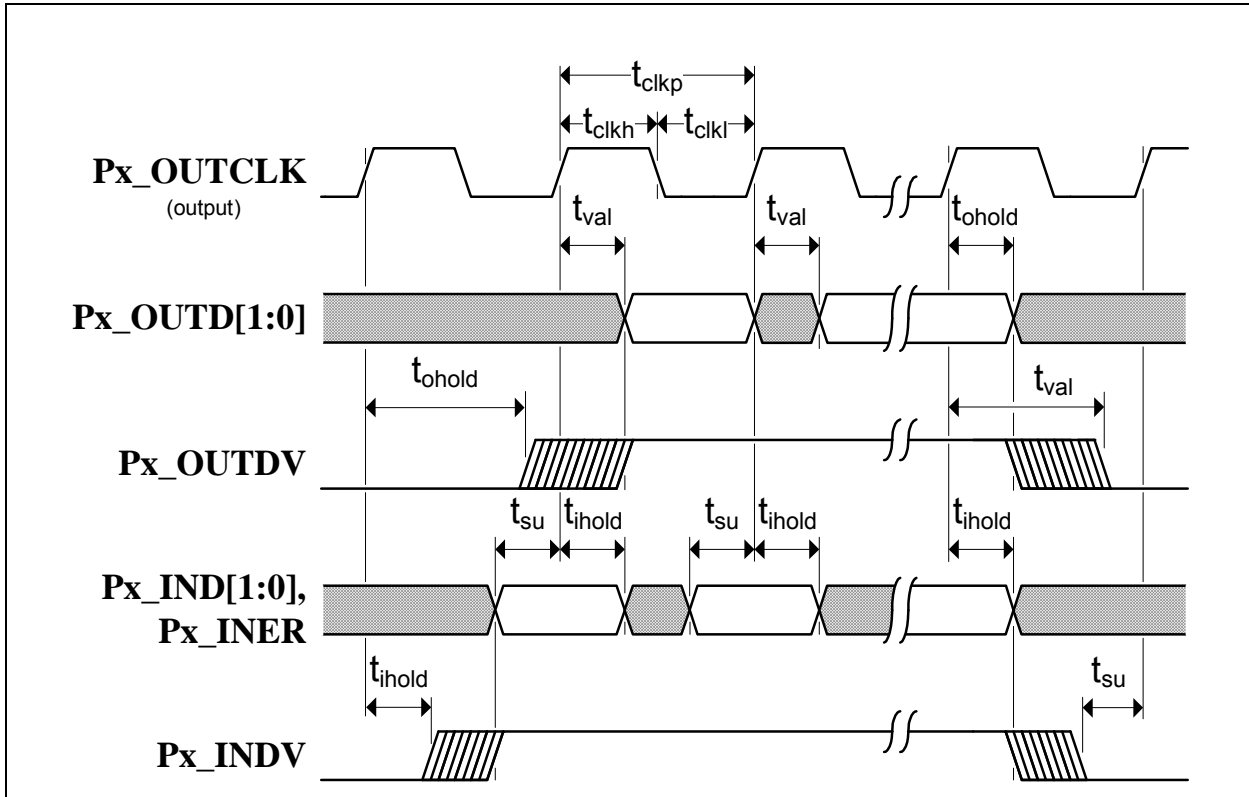 tclkp
tclkh tclkl
Px_OUTCLK
(output)
tval tval tohold
Px_OUTD[1:0]
tohold tval
Px_OUTDV
tsu tihold tsu tihold tihold
Px_IND[1:0],
Px_INER
tihold tsu
Px_INDV